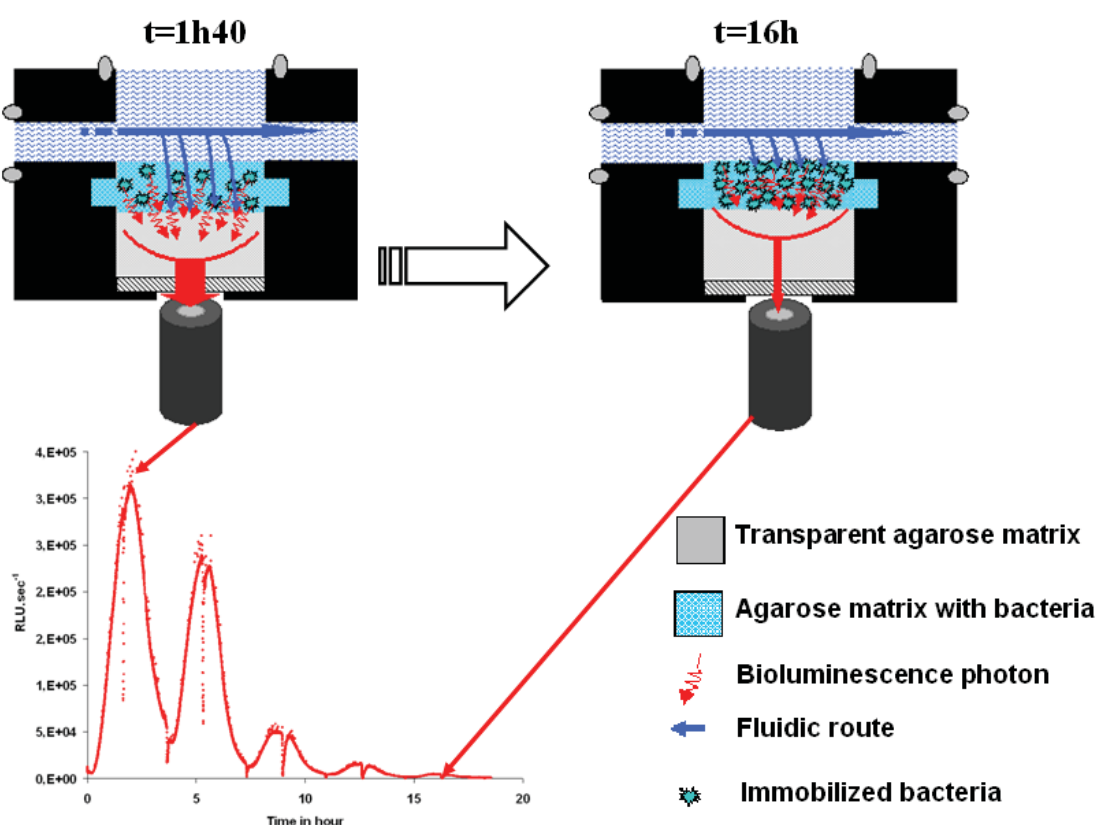 t=1h40
t=16h
4,E+05
3,E+05
3,E+05
2,E+05
2,E+05
1,E+05
5,E+04
0,E+00
RLU.sec-1
0 5 10 15 20
Time in hour
Transparent agarose matrix
Agarose matrix with bacteria
Bioluminescence photon
Fluidic route
Immobilized bacteria